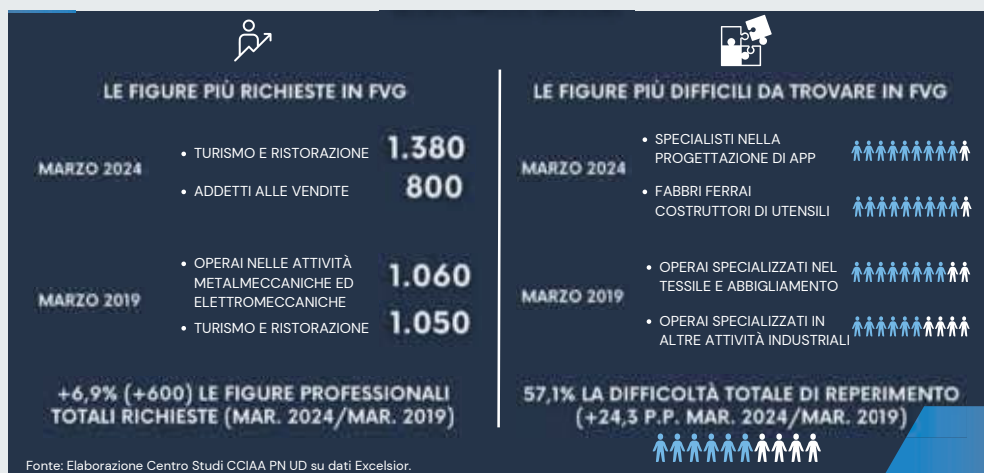 LE FIGURE PIÙ RICHIESTE IN FVG
MARZO 2024
• TURISMO E RISTORAZIONE 1.380
• ADDETTI ALLE VENDITE 800
MARZO 2019
• OPERAI NELLE ATTIVITÀ
METALMECCANICHE ED
ELETTROMECCANICHE
1.060
• TURISMO E RISTORAZIONE 1.050
+6,9% (+600) LE FIGURE PROFESSIONALI
TOTALI RICHIESTE (MAR. 2024/MAR. 2019)
LE FIGURE PIÙ DIFFICILI DA TROVARE IN FVG
MARZO 2024
• SPECIALISTI NELLA
PROGETTAZIONE DI APP
• FABBRI FERRAI
COSTRUTTORI DI UTENSILI
MARZO 2019
• OPERAI SPECIALIZZATI NEL
TESSILE E ABBIGLIAMENTO
• OPERAI SPECIALIZZATI IN
ALTRE ATTIVITÀ INDUSTRIALI
57,1% LA DIFFICOLTÀ TOTALE DI REPERIMENTO
(+24,3 P.P. MAR. 2024/MAR. 2019)
Fonte: Elaborazione Centro Studi CCIAA PN UD su dati Excelsior.